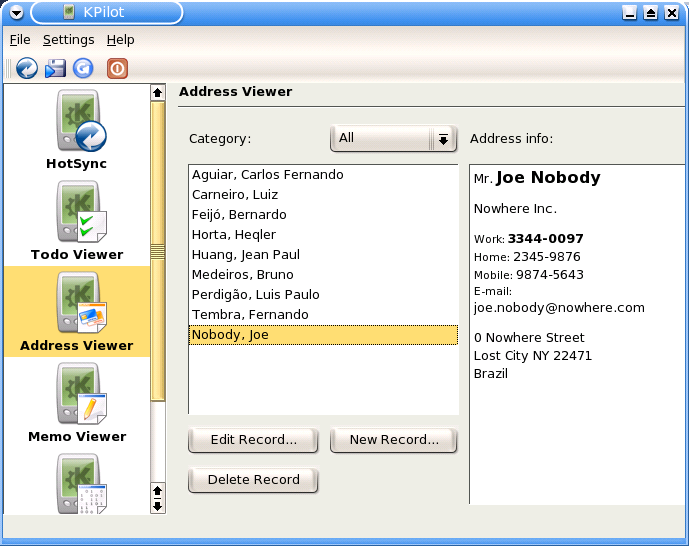 KPilot
File Settings Help
HotSync
Todo Viewer
Address Viewer
Memo Viewer
Address Viewer
Category:
All
Address info:
Aguiar, Carlos Fernando
Carneiro, Luiz
Feijó, Bernardo
Horta, Heqler
Huang, Jean Paul
Medeiros, Bruno
Perdigão, Luis Paulo
Tembra, Fernando
Nobody, Joe
Edit Record...
New Record...
Delete Record
Mr. Joe Nobody
Nowhere Inc.
Work: 3344-0097
Home: 2345-9876
Mobile: 9874-5643
E-mail:
joe.nobody@nowhere.com
0 Nowhere Street
Lost City NY 22471
Brazil